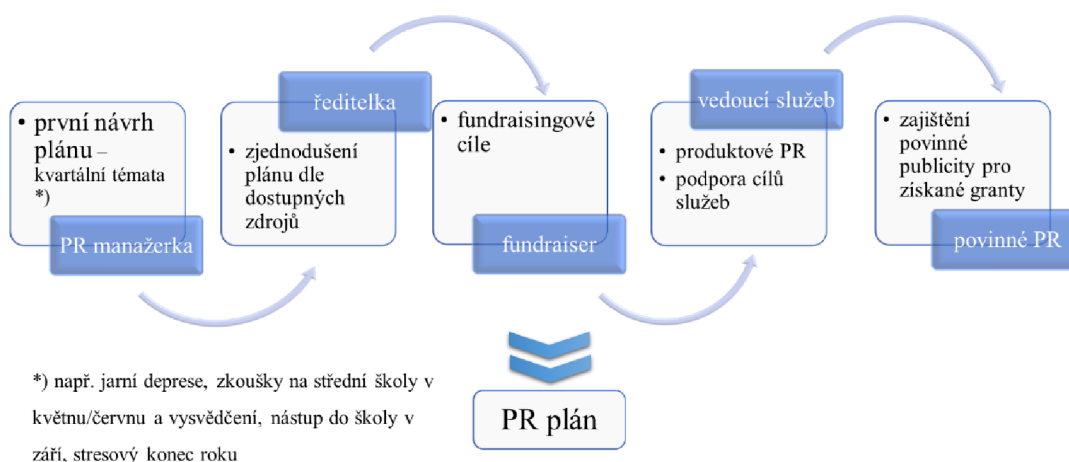 • první návrh
plánu –
kvartální témata
*)
PR manažerka
ředitelka
• zjednodušení
plánu dle
dostupných
zdrojů
• fundraisingové
cíle
fundraiser
vedoucí služeb
• produktové PR
• podpora cílů
služeb
• zajištění
povinné
publicity pro
získané granty
povinné PR
*) např. jarní deprese, zkoušky na střední školy v
květnu/červnu a vysvědčení, nástup do školy v
září, stresový konec roku
PR plán